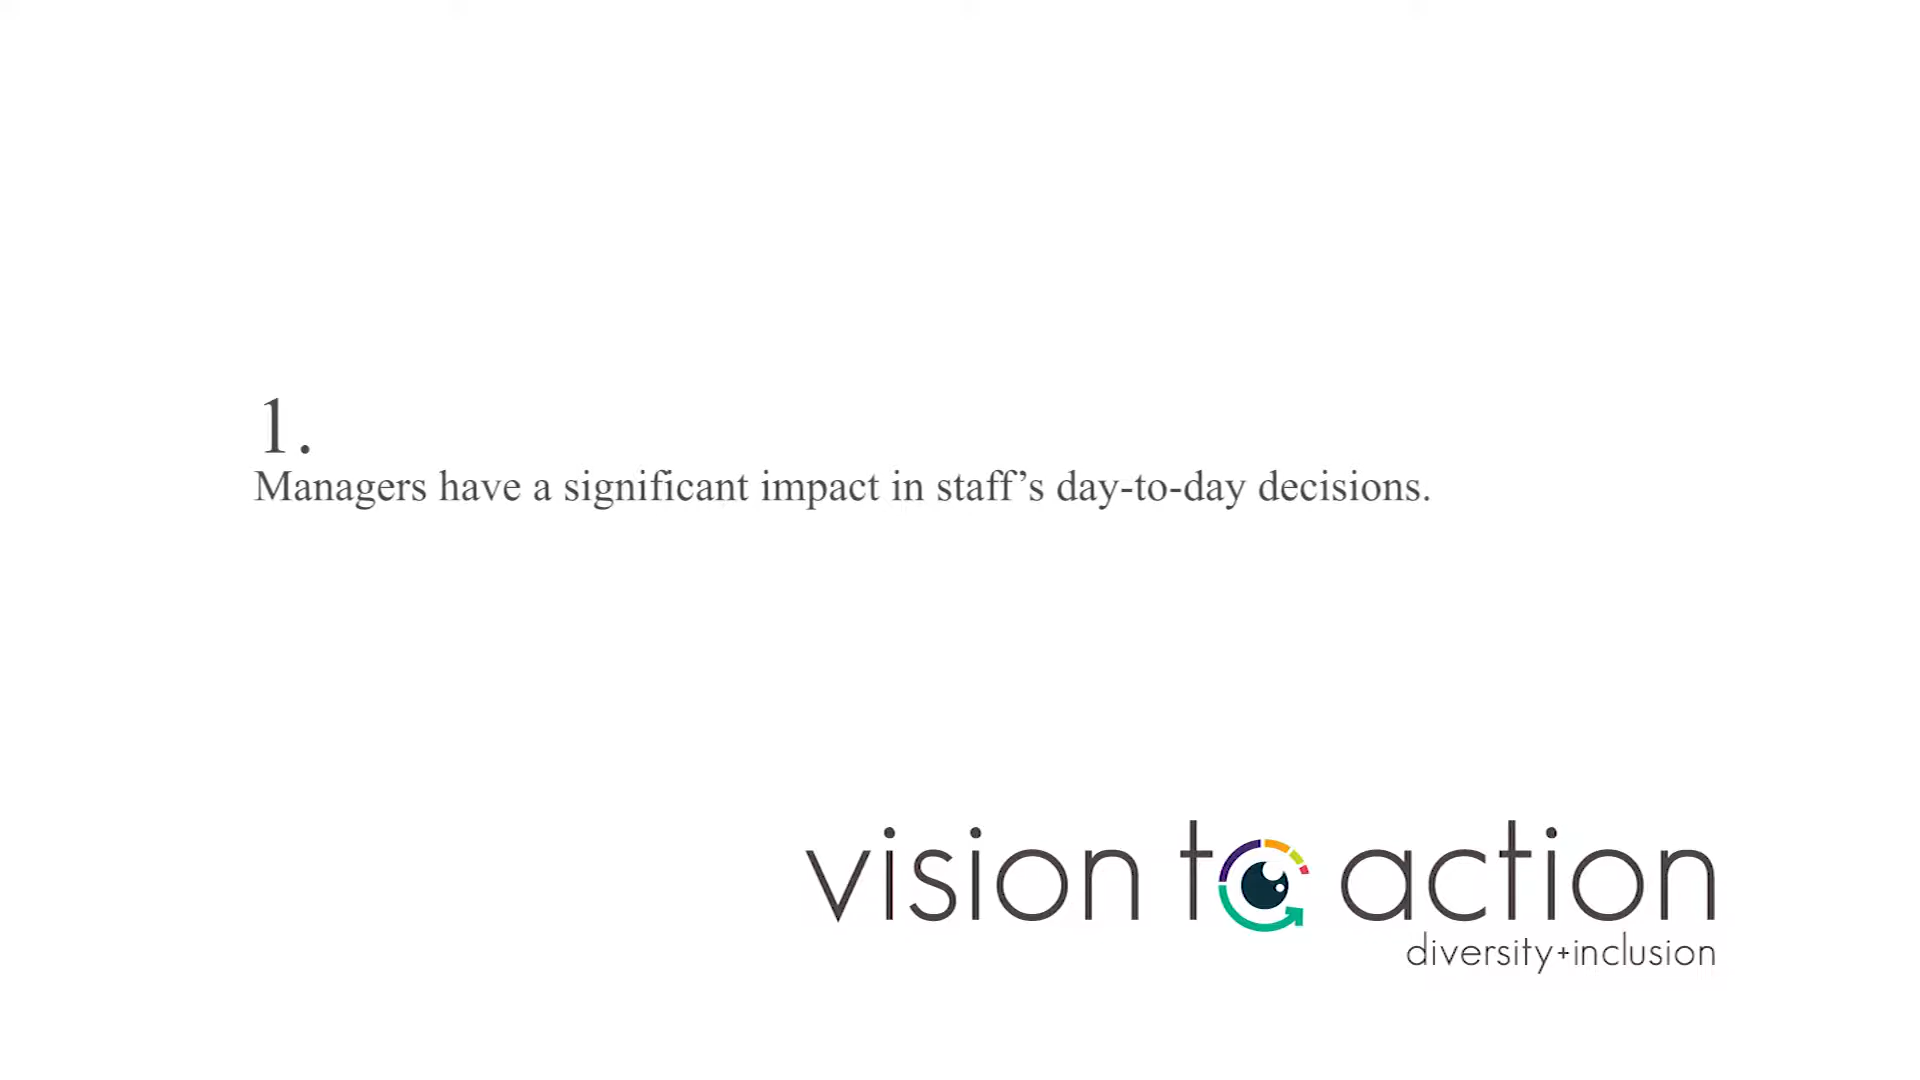 1.
Managers have a significant impact in staff’s day-to-day decisions.
vision to action
diversity+inclusion